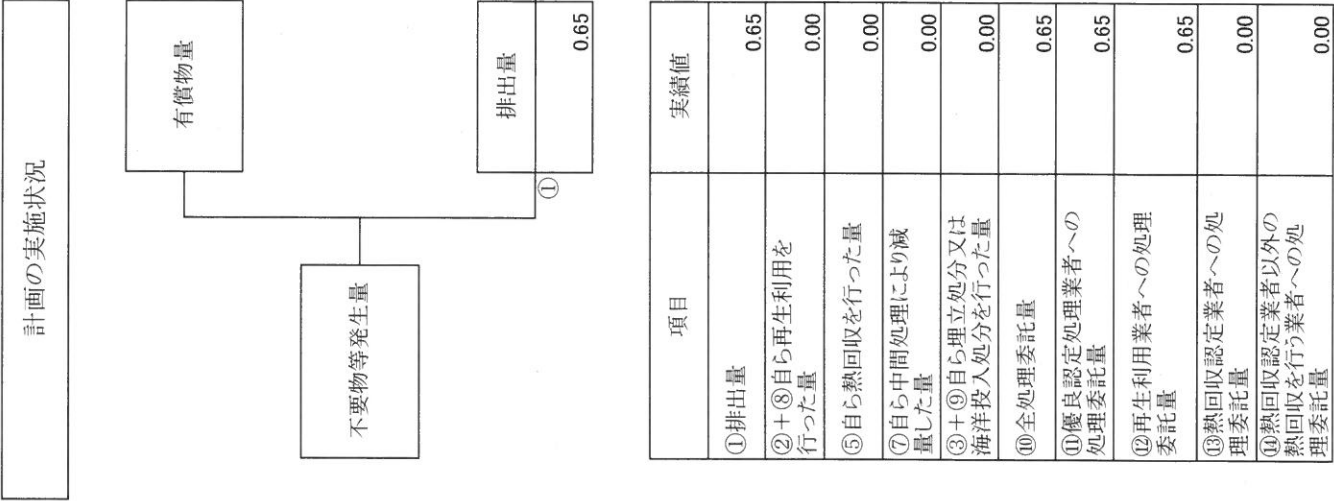 計画の実施状況
有償物量
不要物等発生量
排出量
①
0.65
項目
実績値
①排出量
0.65
②+⑧自ら再生利用を
行った量
0.00
⑤自ら熱回収を行った量
0.00
⑦自ら中間処理により減
量した量
0.00
③+⑨自ら埋立処分又は
海洋投入処分を行った量
0.00
⑩全処理委託量
0.65
⑪優良認定処理業者への
処理委託量
0.65
⑫再生利用業者への処理
委託量
0.65
⑬熱回収認定業者への処
理委託量
0.00
⑭熱回収認定業者以外の
熱回収を行う業者への処
理委託量
0.00